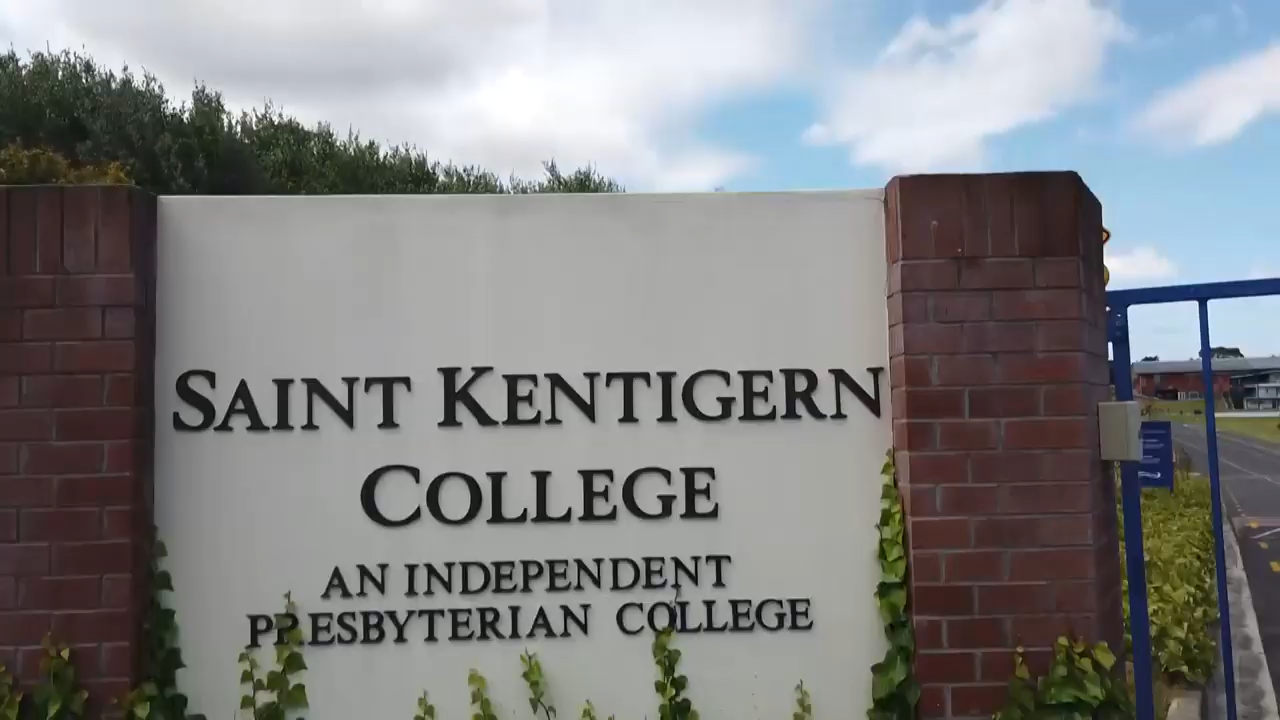 SAINT KENTIGERN
COLLEGE
AN INDEPENDENT
PRESBYTERIAN COLLEGE